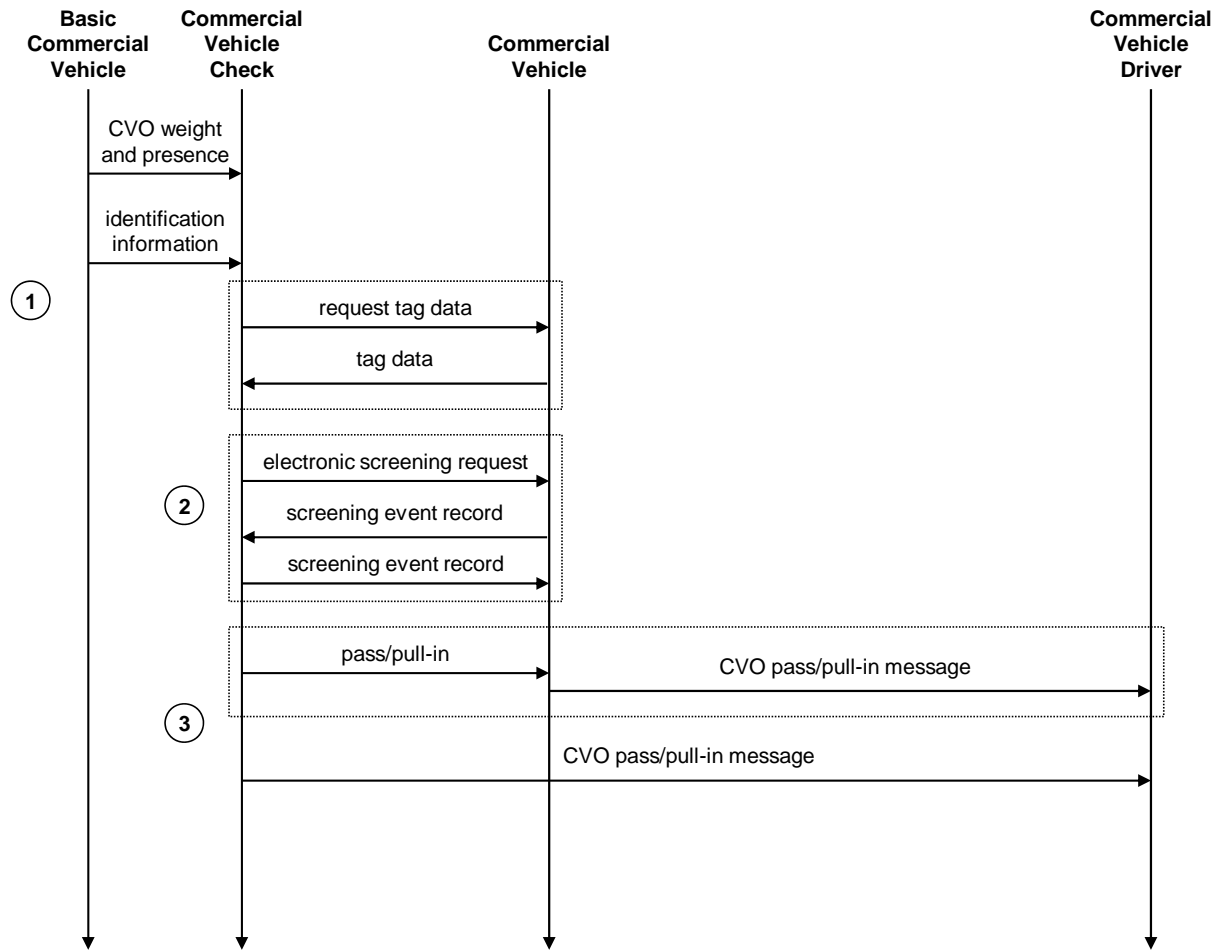 Basic
Commercial
Vehicle
Commercial
Vehicle
Check
Commercial
Vehicle
Commercial
Vehicle
Driver
CVO weight
and presence
identification
information
1
request tag data
tag data
electronic screening request
2
screening event record
screening event record
pass/pull-in
CVO pass/pull-in message
3
CVO pass/pull-in message